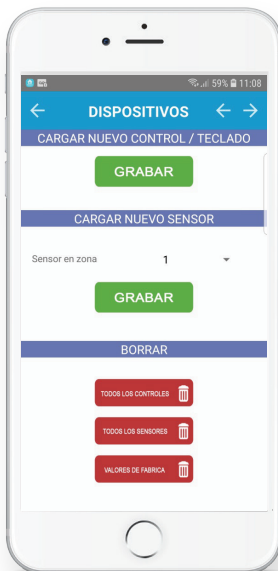 59% 11:08
DISPOSITIVOS
CARGAR NUEVO CONTROL / TECLADO
GRABAR
CARGAR NUEVO SENSOR
Sensor en zona 1
GRABAR
BORRAR
TODOS LOS CONTROLES
TODOS LOS SENSORES
VALORES DE FABRICA